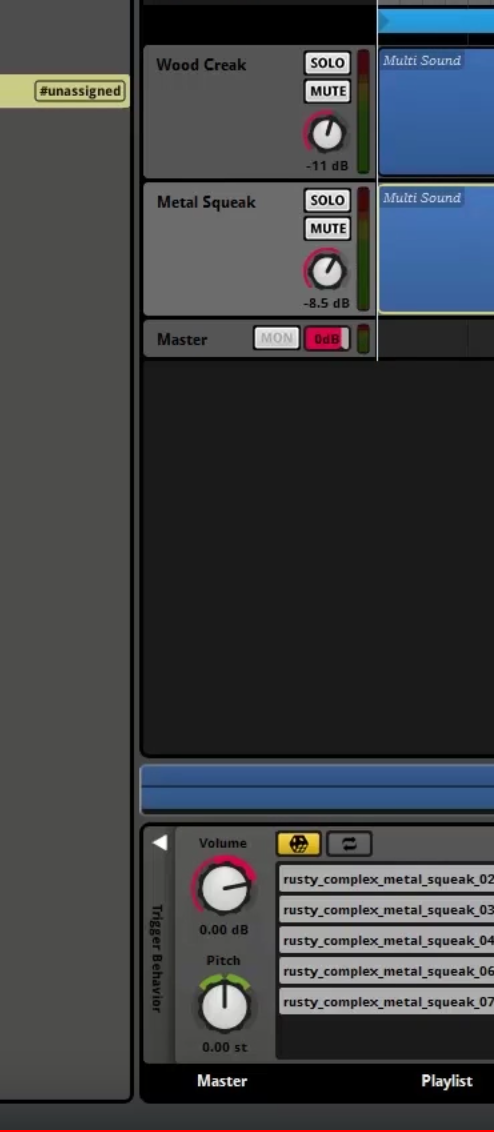 #unassigned
Wood Creak
SOLO
MUTE
-11 dB
Multi Sound
Metal Squeak
SOLO
MUTE
-8.5 dB
Multi Sound
Master
MON
0dB
Trigger Behavior
Volume
0.00 dB
Pitch
0.00 st
Master
rusty_complex_metal_squeak_02
rusty_complex_metal_squeak_03
rusty_complex_metal_squeak_04
rusty_complex_metal_squeak_06
rusty_complex_metal_squeak_07
Playlist